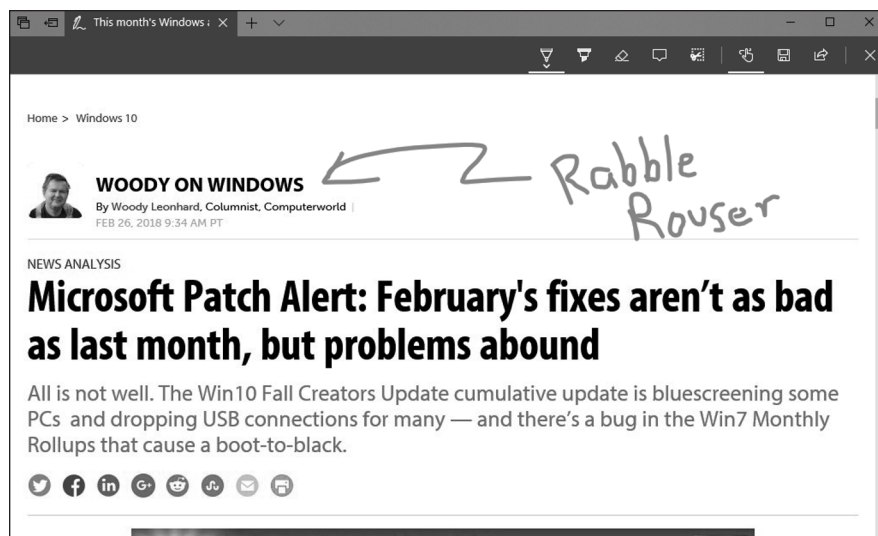 This month's Windows a
Home > Windows 10
WOODY ON WINDOWS
By Woody Leonhard, Columnist, Computerworld
FEB 26, 2018 9:34 AM PT
Rabble
Rouser
NEWS ANALYSIS
Microsoft Patch Alert: February's fixes aren't as bad
as last month, but problems abound
All is not well. The Win10 Fall Creators Update cumulative update is bluescreening some
PCs and dropping USB connections for many — and there's a bug in the Win7 Monthly
Rollups that cause a boot-to-black.